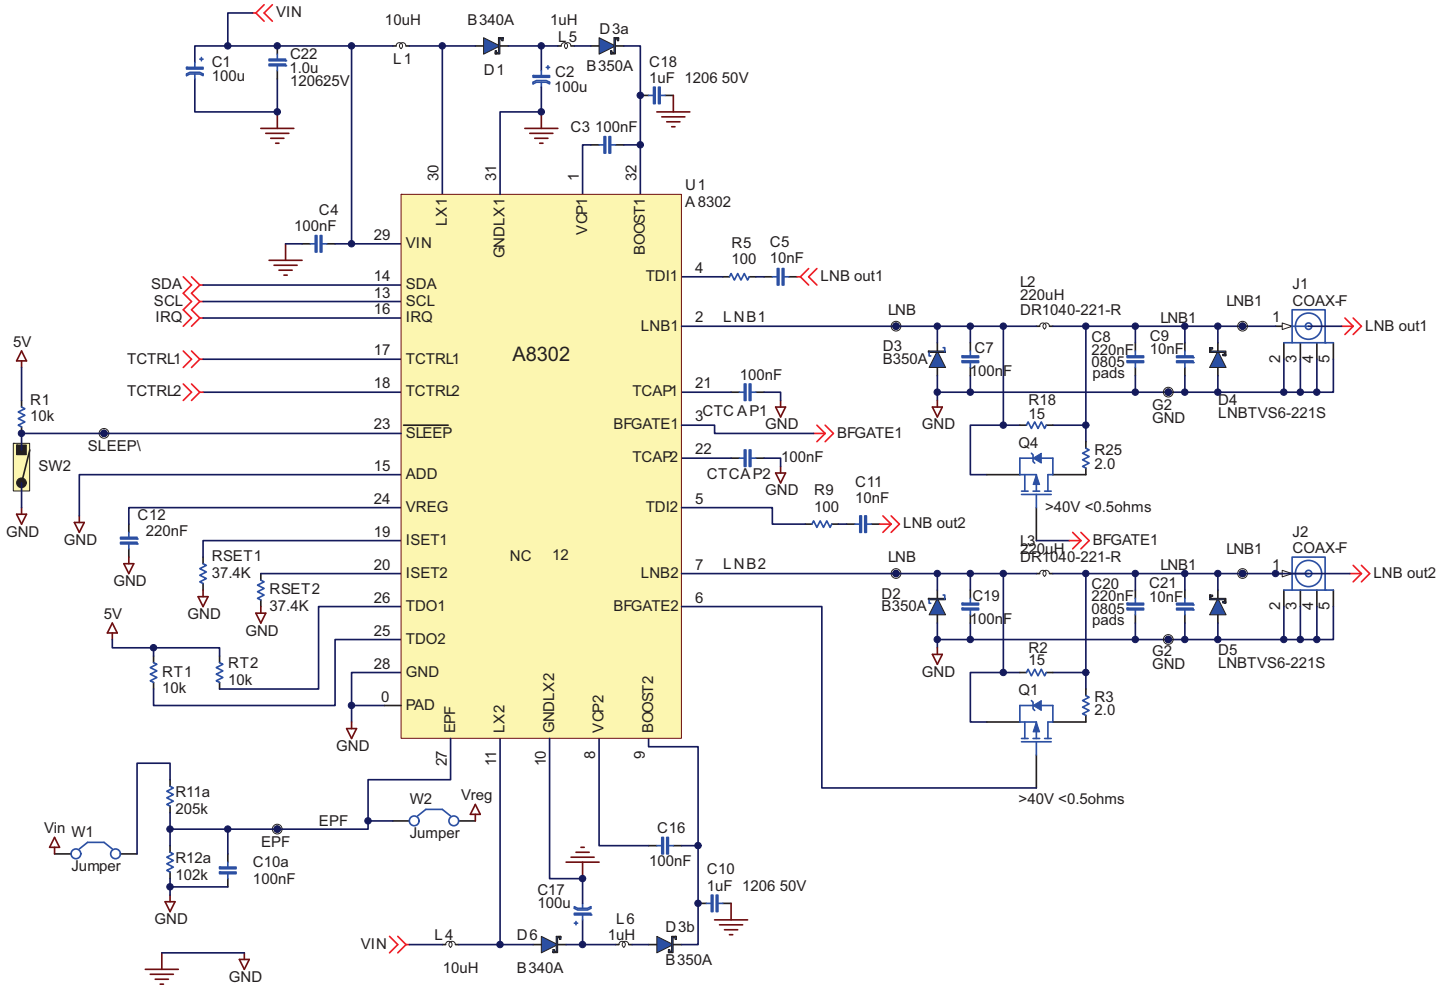 VIN
10uH
B340A
1uH
D3a
C1
100u
C22
1.0u
120625V
L1
D1
C2
100u
L5
B350A
C18
1uF 1206 50V
C3 100nF
30
31
1
32
U1
A8302
LX1
GNDLX1
VCP1
BOOST1
C4
100nF
29 VIN
SDA 14 SDA
SCL 13 SCL
IRQ 16 IRQ
TCTRL1 17 TCTRL1
TCTRL2 18 TCTRL2
5V
R1
10k
SLEEP\
23 SLEEP
SW2
GND
15 ADD
GND
24 VREG
C12
220nF
GND
19 ISET1
RSET1
37.4K
GND
20 ISET2
RSET2
37.4K
GND
26 TDO1
25 TDO2
5V
RT1
10k
RT2
10k
28 GND
0 PAD
GND
A8302
NC 12
TDI1 4
R5
100
C5
10nF
LNB out1
LNB1 2 LNB1
LNB
TCAP1 21
100nF
CTCAP1
GND
BFGATE1 3
BFGATE1
TCAP2 22
100nF
CTCAP2
GND
TDI2 5
R9
100
C11
10nF
LNB out2
LNB2 7 LNB2
LNB
BFGATE2 6
L2
220uH
DR1040-221-R
D3
B350A
C7
100nF
GND
C8
220nF
0805
pads
LNB1
C9
10nF
LNB1
G2
GND
D4
LNBTVS6-221S
J1
COAX-F
1
2
3
4
5
LNB out1
R18
15
Q4
R25
2.0
>40V <0.5ohms
BFGATE1
L3
220uH
DR1040-221-R
D2
B350A
C19
100nF
GND
C20
220nF
0805
pads
LNB1
C21
10nF
LNB1
G2
GND
D5
LNBTVS6-221S
J2
COAX-F
1
2
3
4
5
LNB out2
R2
15
Q1
R3
2.0
>40V <0.5ohms
EPF
LX2
GNDLX2
VCP2
BOOST2
27
11
10
8
9
R11a
205k
Vin
W1
Jumper
R12a
102k
GND
EPF
EPF
C10a
100nF
W2
Jumper
Vreg
C16
100nF
C10
1uF 1206 50V
C17
100u
VIN
L4
10uH
D6
B340A
L6
1uH
D3b
B350A
GND